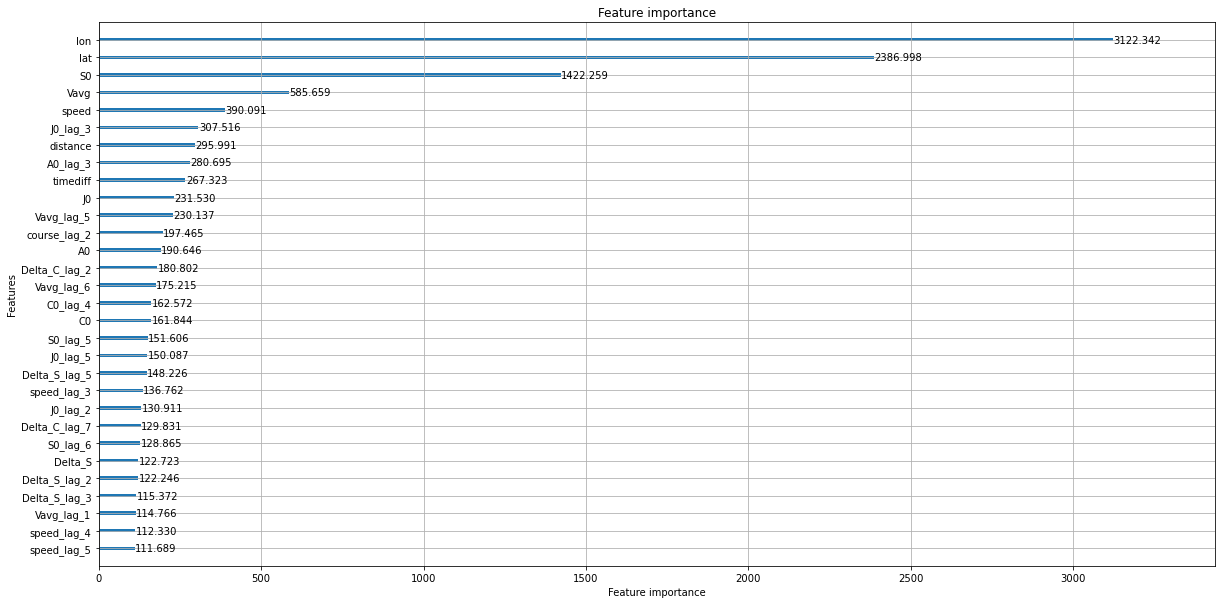 Feature importance
lon 3122.342
lat 2386.998
S0 1422.259
Vavg 585.659
speed 390.091
J0_lag_3 307.516
distance 295.991
A0_lag_3 280.695
timediff 267.323
J0 231.530
Vavg_lag_5 230.137
course_lag_2 197.465
A0 190.646
Delta_C_lag_2 180.802
Vavg_lag_6 175.215
C0_lag_4 162.572
C0 161.844
S0_lag_5 151.606
J0_lag_5 150.087
Delta_S_lag_5 148.226
speed_lag_3 136.762
J0_lag_2 130.911
Delta_C_lag_7 129.831
S0_lag_6 128.865
Delta_S 122.723
Delta_S_lag_2 122.246
Delta_S_lag_3 115.372
Vavg_lag_1 114.766
speed_lag_4 112.330
speed_lag_5 111.689
Features
0 500 1000 1500 2000 2500 3000
Feature importance